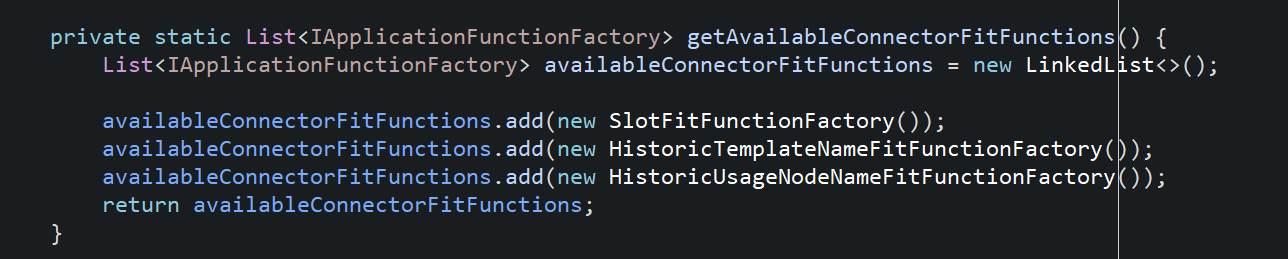 private static List<IApplicationFunctionFactory> getAvailableConnectorFitFunctions() {
List<IApplicationFunctionFactory> availableConnectorFitFunctions = new LinkedList<>();
availableConnectorFitFunctions.add(new SlotFitFunctionFactory());
availableConnectorFitFunctions.add(new HistoricTemplateNameFitFunctionFactory());
availableConnectorFitFunctions.add(new HistoricUsageNodeNameFitFunctionFactory());
return availableConnectorFitFunctions;
}